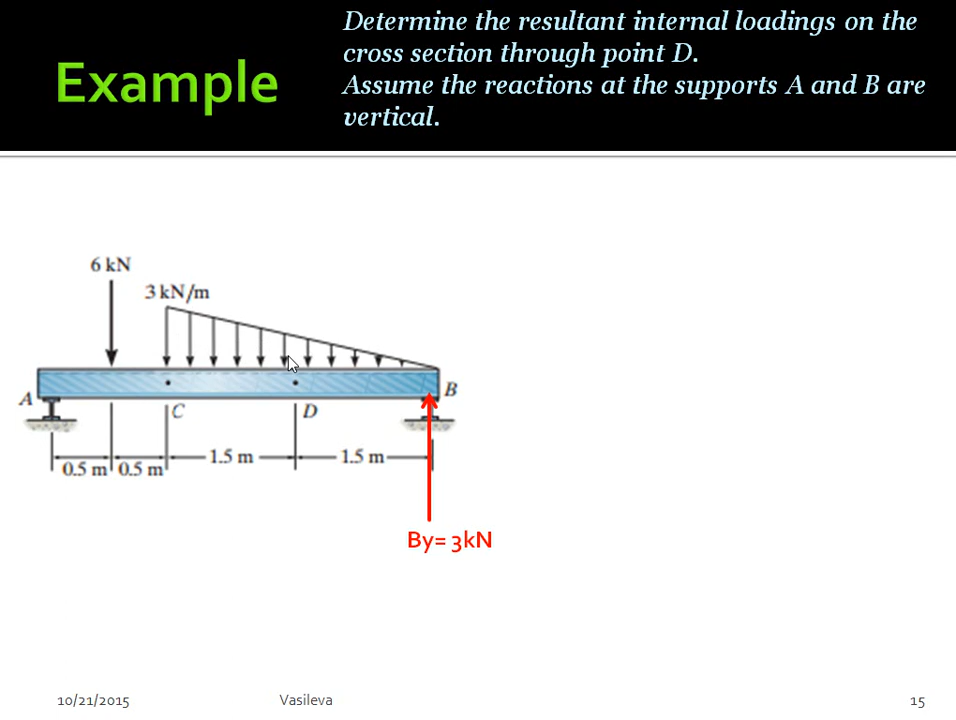 Determine the resultant internal loadings on the
cross section through point D.
Assume the reactions at the supports A and B are
vertical.
Example
6 kN
3 kN/m
A
B
C
D
0.5 m
0.5 m
1.5 m
1.5 m
By= 3kN
10/21/2015
Vasileva
15